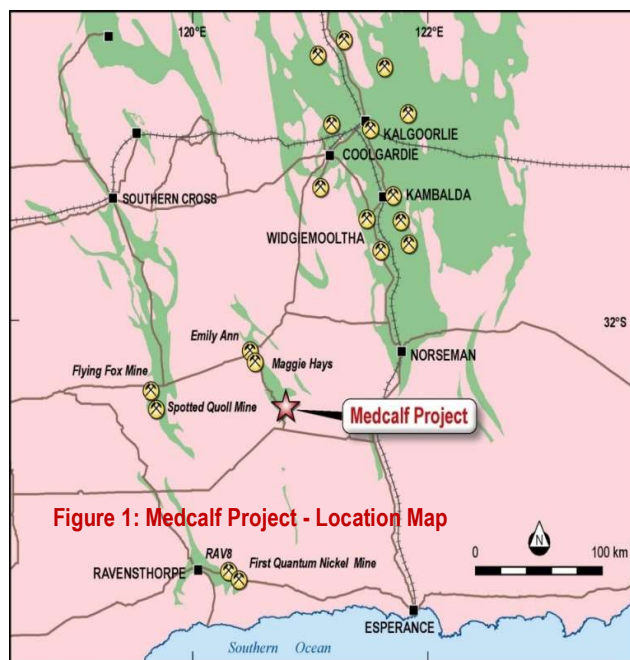 120°E
122°E
KALGOORLIE
COOLGARDIE
SOUTHERN CROSS
KAMBALDA
WIDGIEMOOLTHA
32°S
Emily Ann
NORSEMAN
Maggie Hays
Flying Fox Mine
Spotted Quoll Mine
Medcalf Project
Figure 1: Medcalf Project - Location Map
RAV8
First Quantum Nickel Mine
RAVENSTHORPE
N
0 100 km
ESPERANCE
Southern Ocean